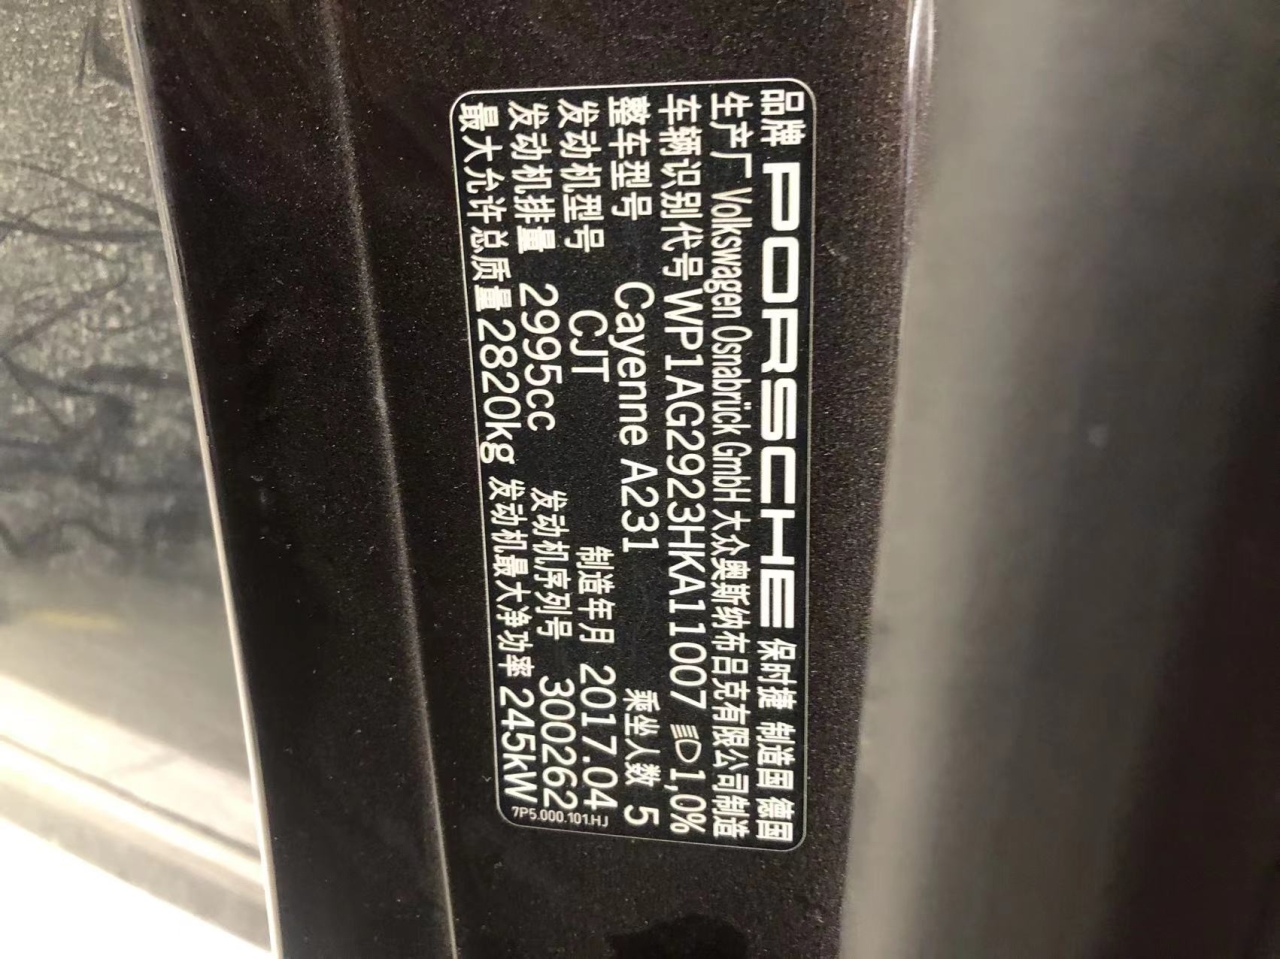 品牌 PORSCHE 保时捷 制造国 德国
生产厂 Volkswagen Osnabrück GmbH 大众奥斯纳布吕克有限公司制造
车辆识别代号 WP1AG2923HKA11007 1,0%
整车型号 Cayenne A231 乘坐人数 5
发动机型号 CJT 制造年月 2017.04
发动机排量 2995cc 发动机序列号 300262
最大允许总质量 2820kg 发动机最大净功率 245kW
7P5.000.101.HJ